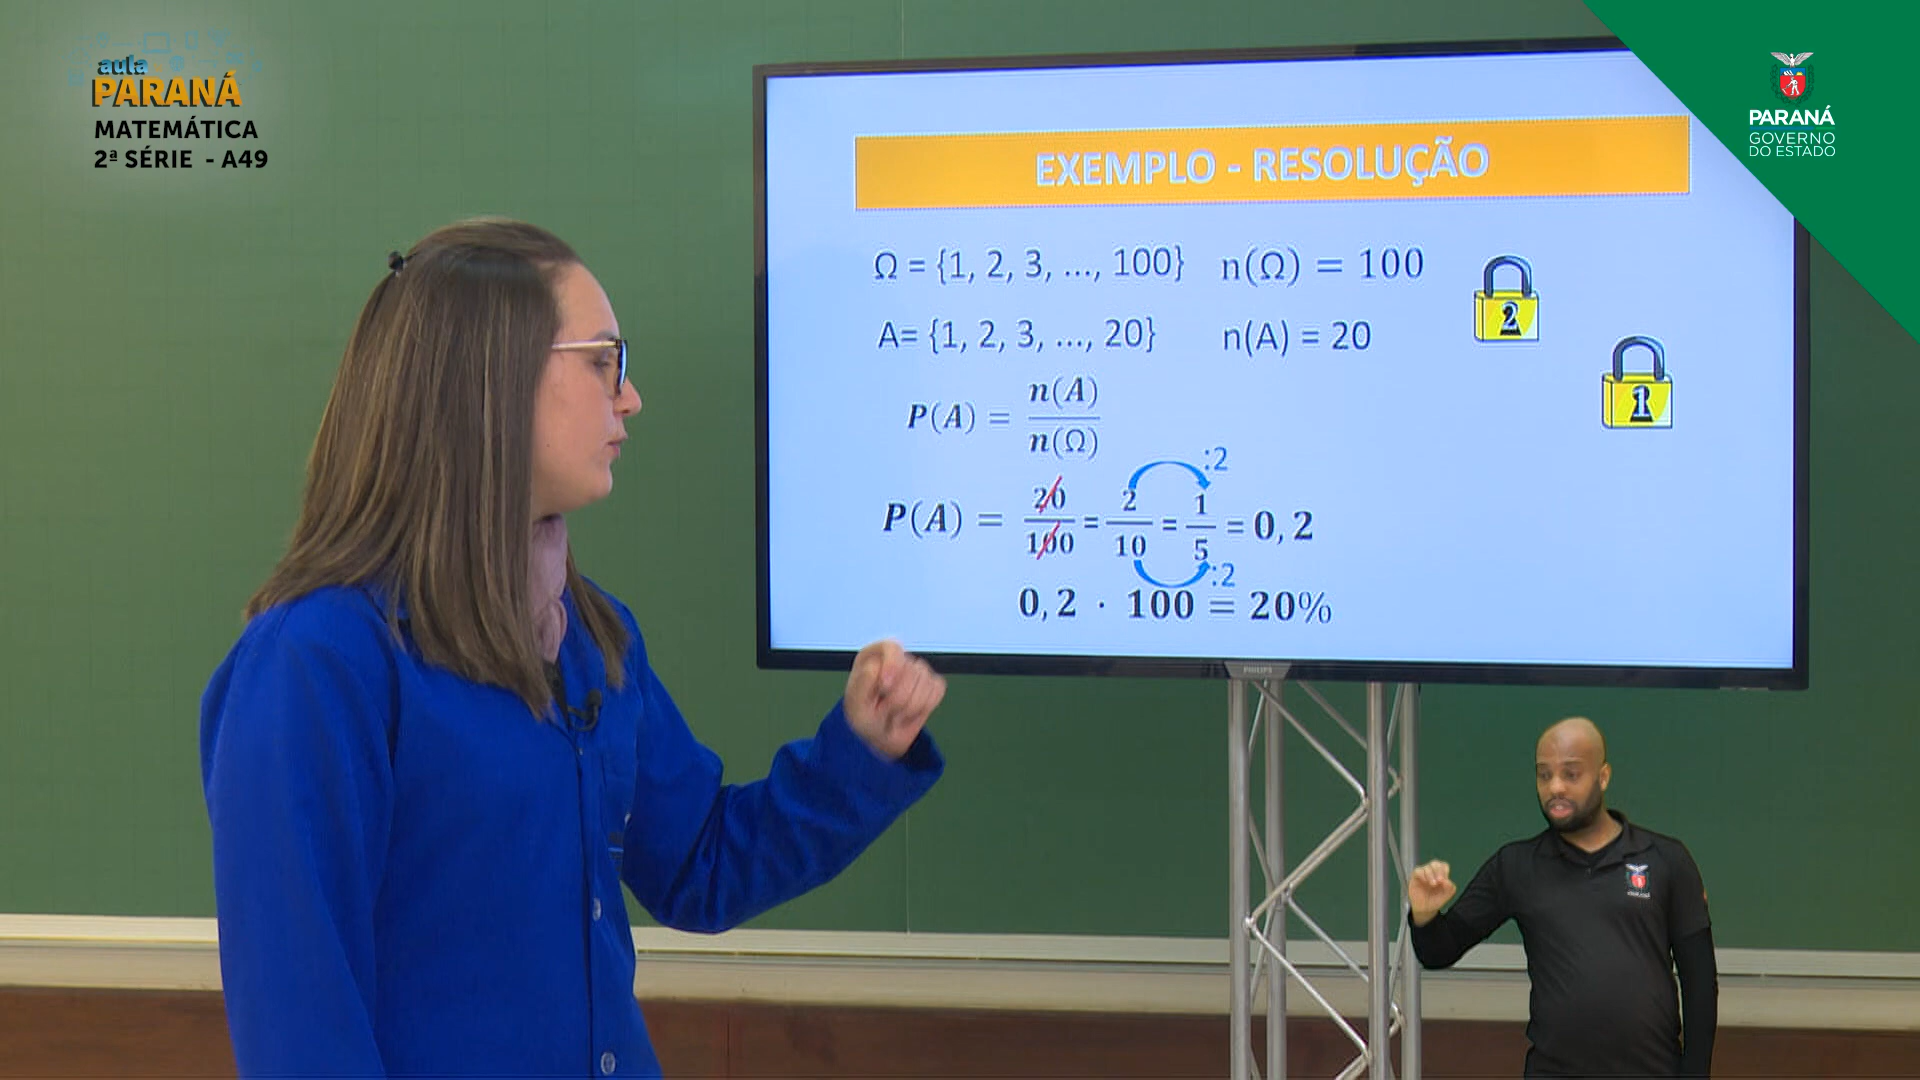 aula
PARANÁ
MATEMÁTICA
2ª SÉRIE - A49
PARANÁ
GOVERNO
DO ESTADO
EXEMPLO - RESOLUÇÃO
Ω = {1, 2, 3, ..., 100} n(Ω) = 100
2
A= {1, 2, 3, ..., 20} n(A) = 20
1
P(A) = n(A)/n(Ω)
:2
P(A) = 20/100 = 2/10 = 1/5 = 0, 2
:2
0, 2 · 100 = 20%
PHILIPS